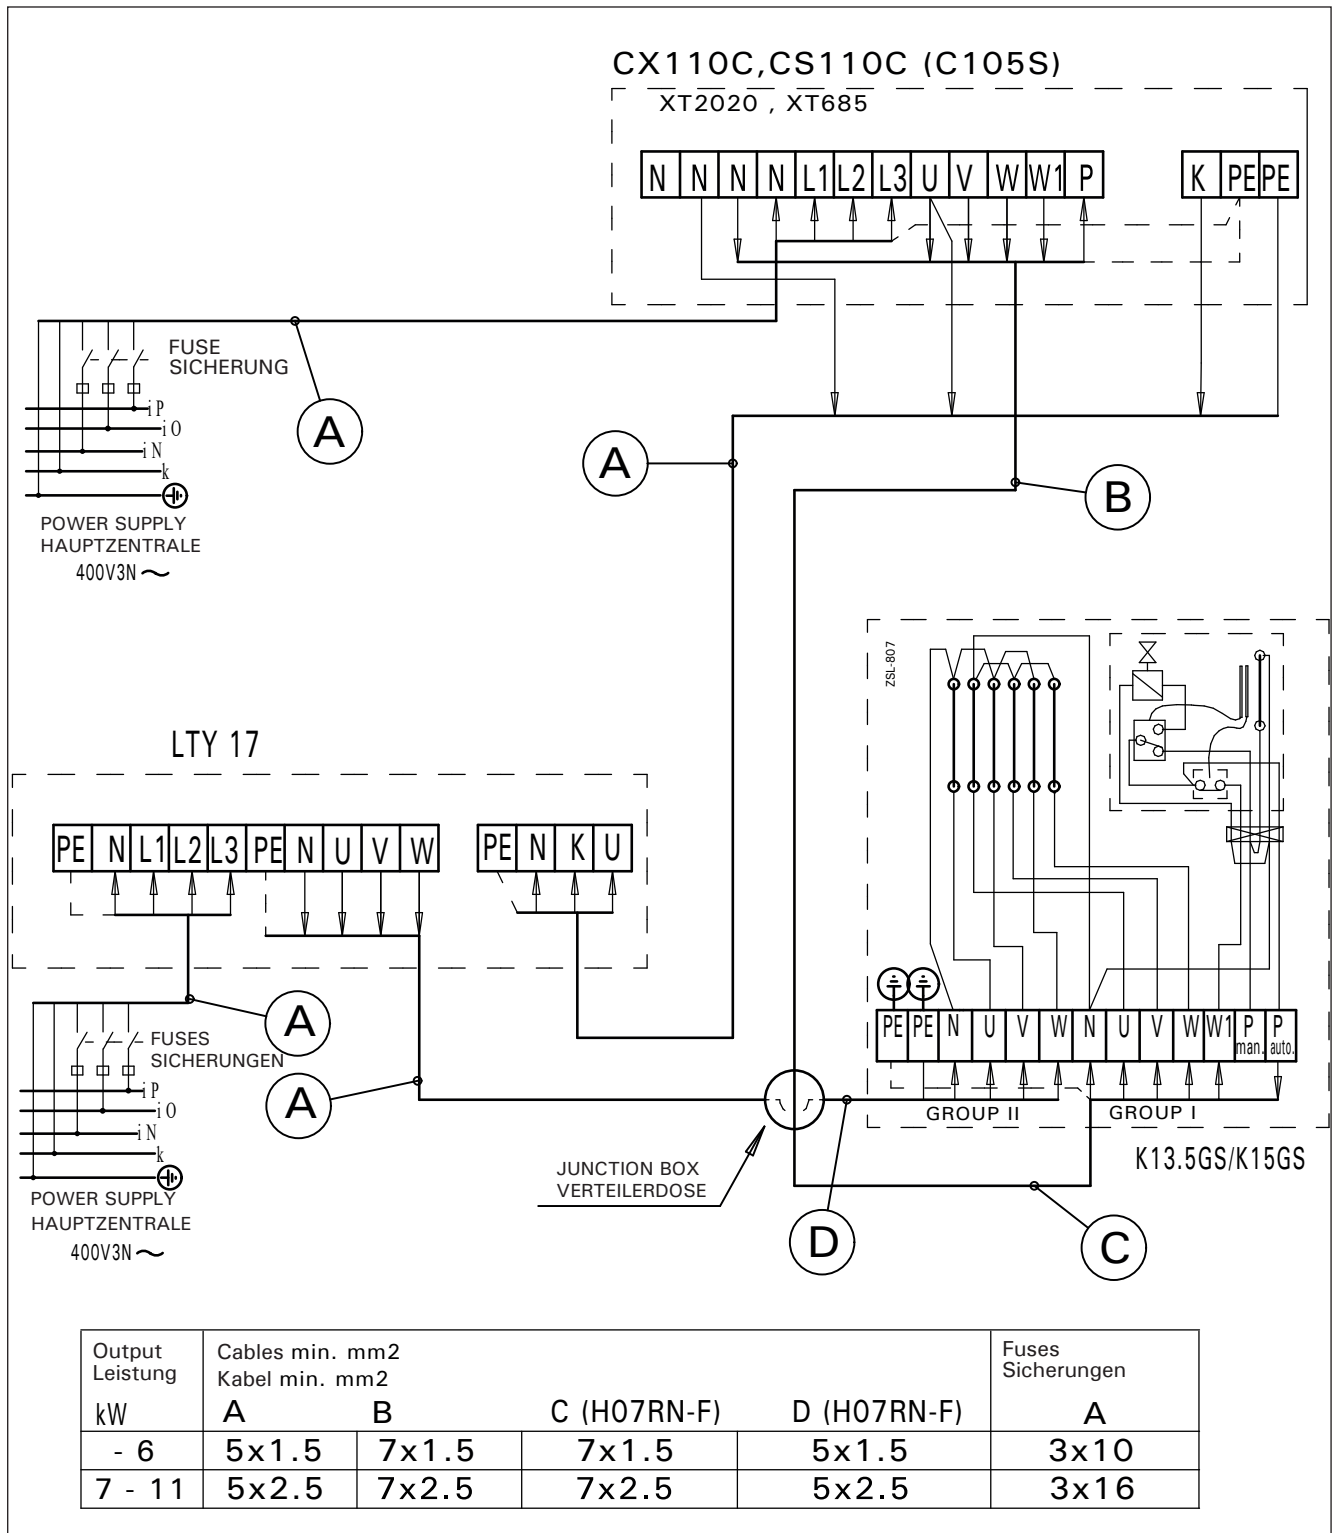 CX110C,CS110C (C105S)
XT2020 , XT685
N N N N L1 L2 L3 U V W W1 P K PE PE
FUSE
SICHERUNG
A
iP
iO
iN
k
A
B
POWER SUPPLY
HAUPTZENTRALE
400V3N
ZSL-807
LTY 17
PE N L1 L2 L3 PE N U V W PE N K U
A
FUSES
SICHERUNGEN
A
iP
iO
iN
k
POWER SUPPLY
HAUPTZENTRALE
400V3N
PE PE N U V W N U V W W1 P man. P auto.
GROUP II GROUP I
K13.5GS/K15GS
JUNCTION BOX
VERTEILERDOSE
D
C
Output Leistung kW
Cables min. mm2
Kabel min. mm2
Fuses
Sicherungen
A B C (H07RN-F) D (H07RN-F) A
- 6 5x1.5 7x1.5 7x1.5 5x1.5 3x10
7 - 11 5x2.5 7x2.5 7x2.5 5x2.5 3x16